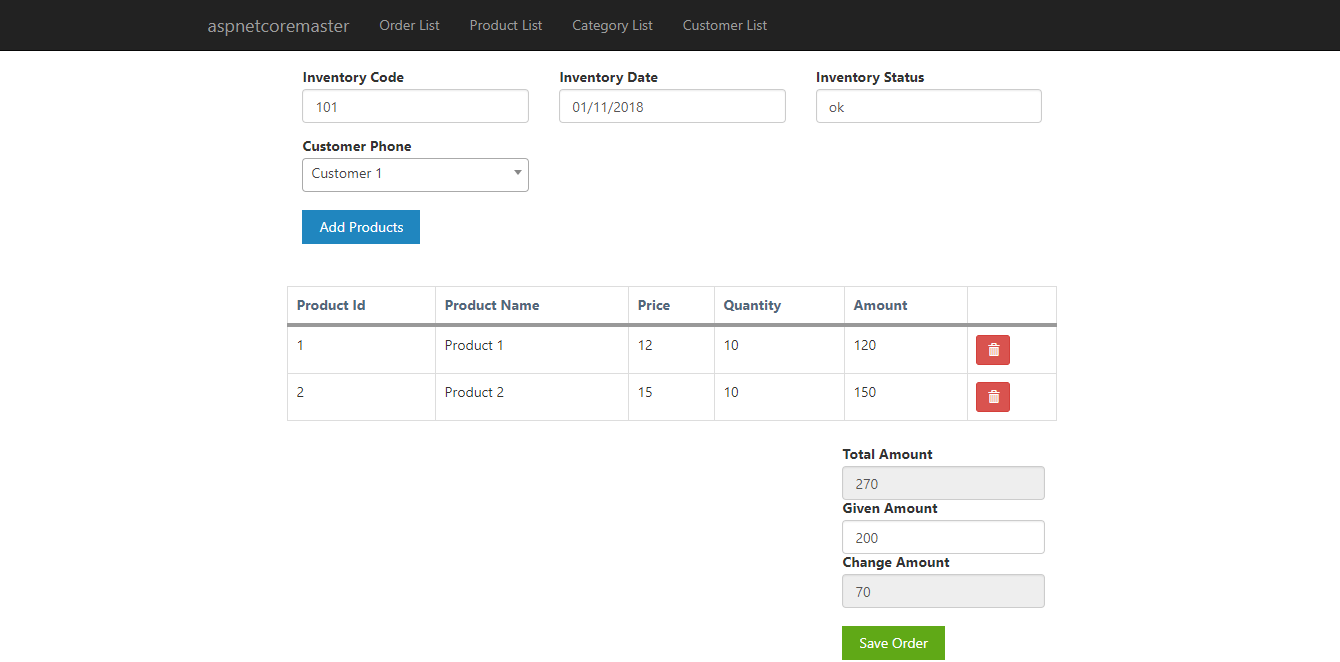 aspnetcoremaster Order List Product List Category List Customer List
Inventory Code Inventory Date Inventory Status
101 01/11/2018 ok
Customer Phone
Customer 1
Add Products
Product Id Product Name Price Quantity Amount
1 Product 1 12 10 120
2 Product 2 15 10 150
Total Amount
270
Given Amount
200
Change Amount
70
Save Order